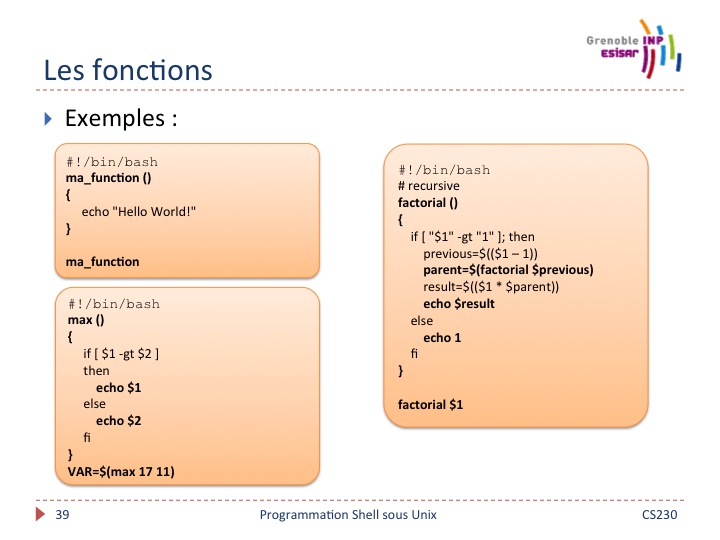 Grenoble INP
esisar
Les fonctions
Exemples :
#!/bin/bash
ma_function ()
{
echo "Hello World!"
}
ma_function
#!/bin/bash
max ()
{
if [ $1 -gt $2 ]
then
echo $1
else
echo $2
fi
}
VAR=$(max 17 11)
#!/bin/bash
# recursive
factorial ()
{
if [ "$1" -gt "1" ]; then
previous=$(($1 – 1))
parent=$(factorial $previous)
result=$(($1 * $parent))
echo $result
else
echo 1
fi
}
factorial $1
39 Programmation Shell sous Unix CS230